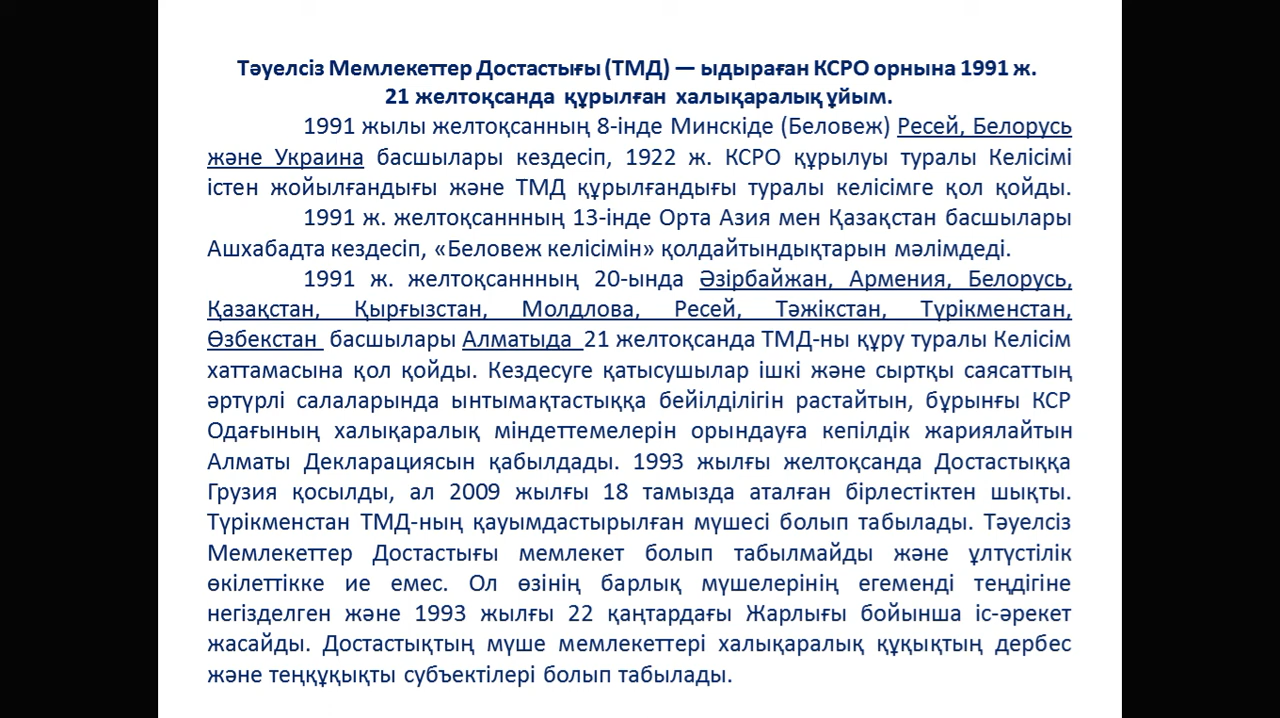 Тәуелсіз Мемлекеттер Достастығы (ТМД) — ыдыраған КСРО орнына 1991 ж.
21 желтоқсанда құрылған халықаралық ұйым.
1991 жылы желтоқсанның 8-інде Минскіде (Беловеж) Ресей, Белорусь
және Украина басшылары кездесіп, 1922 ж. КСРО құрылуы туралы Келісімі
істен жойылғандығы және ТМД құрылғандығы туралы келісімге қол қойды.
1991 ж. желтоқсаннның 13-інде Орта Азия мен Қазақстан басшылары
Ашхабадта кездесіп, «Беловеж келісімін» қолдайтындықтарын мәлімдеді.
1991 ж. желтоқсаннның 20-ында Әзірбайжан, Армения, Белорусь,
Қазақстан, Қырғызстан, Молдлова, Ресей, Тәжікстан, Түрікменстан,
Өзбекстан басшылары Алматыда 21 желтоқсанда ТМД-ны құру туралы Келісім
хаттамасына қол қойды. Кездесуге қатысушылар ішкі және сыртқы саясаттың
әртүрлі салаларында ынтымақтастыққа бейілділігін растайтын, бұрынғы КСР
Одағының халықаралық міндеттемелерін орындауға кепілдік жариялайтын
Алматы Декларациясын қабылдады. 1993 жылғы желтоқсанда Достастыққа
Грузия қосылды, ал 2009 жылғы 18 тамызда аталған бірлестіктен шықты.
Түрікменстан ТМД-ның қауымдастырылған мүшесі болып табылады. Тәуелсіз
Мемлекеттер Достастығы мемлекет болып табылмайды және ұлтүстілік
өкілеттікке ие емес. Ол өзінің барлық мүшелерінің егеменді теңдігіне
негізделген және 1993 жылғы 22 қаңтардағы Жарлығы бойынша іс-әрекет
жасайды. Достастықтың мүше мемлекеттері халықаралық құқықтың дербес
және теңқұқықты субъектілері болып табылады.